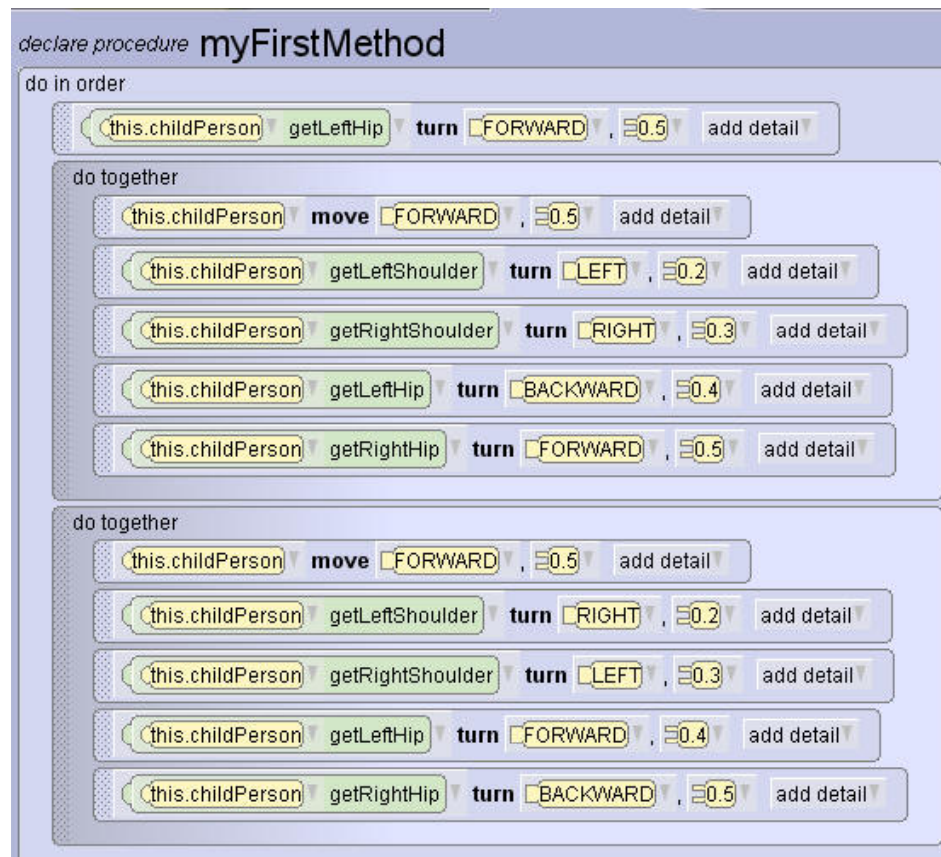 declare procedure myFirstMethod
do in order
this.childPerson getLeftHip turn FORWARD , 0.5 add detail
do together
this.childPerson move FORWARD , 0.5 add detail
this.childPerson getLeftShoulder turn LEFT , 0.2 add detail
this.childPerson getRightShoulder turn RIGHT , 0.3 add detail
this.childPerson getLeftHip turn BACKWARD , 0.4 add detail
this.childPerson getRightHip turn FORWARD , 0.5 add detail
do together
this.childPerson move FORWARD , 0.5 add detail
this.childPerson getLeftShoulder turn RIGHT , 0.2 add detail
this.childPerson getRightShoulder turn LEFT , 0.3 add detail
this.childPerson getLeftHip turn FORWARD , 0.4 add detail
this.childPerson getRightHip turn BACKWARD , 0.5 add detail